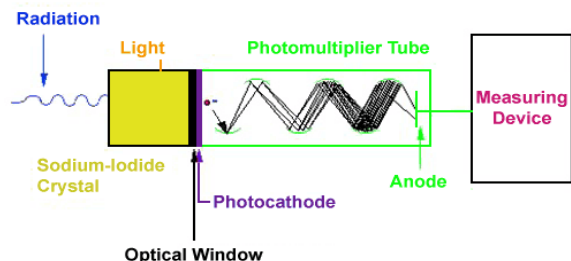 Radiation
Light
Photomultiplier Tube
e-
Measuring
Device
Sodium-Iodide
Crystal
Anode
Photocathode
Optical Window